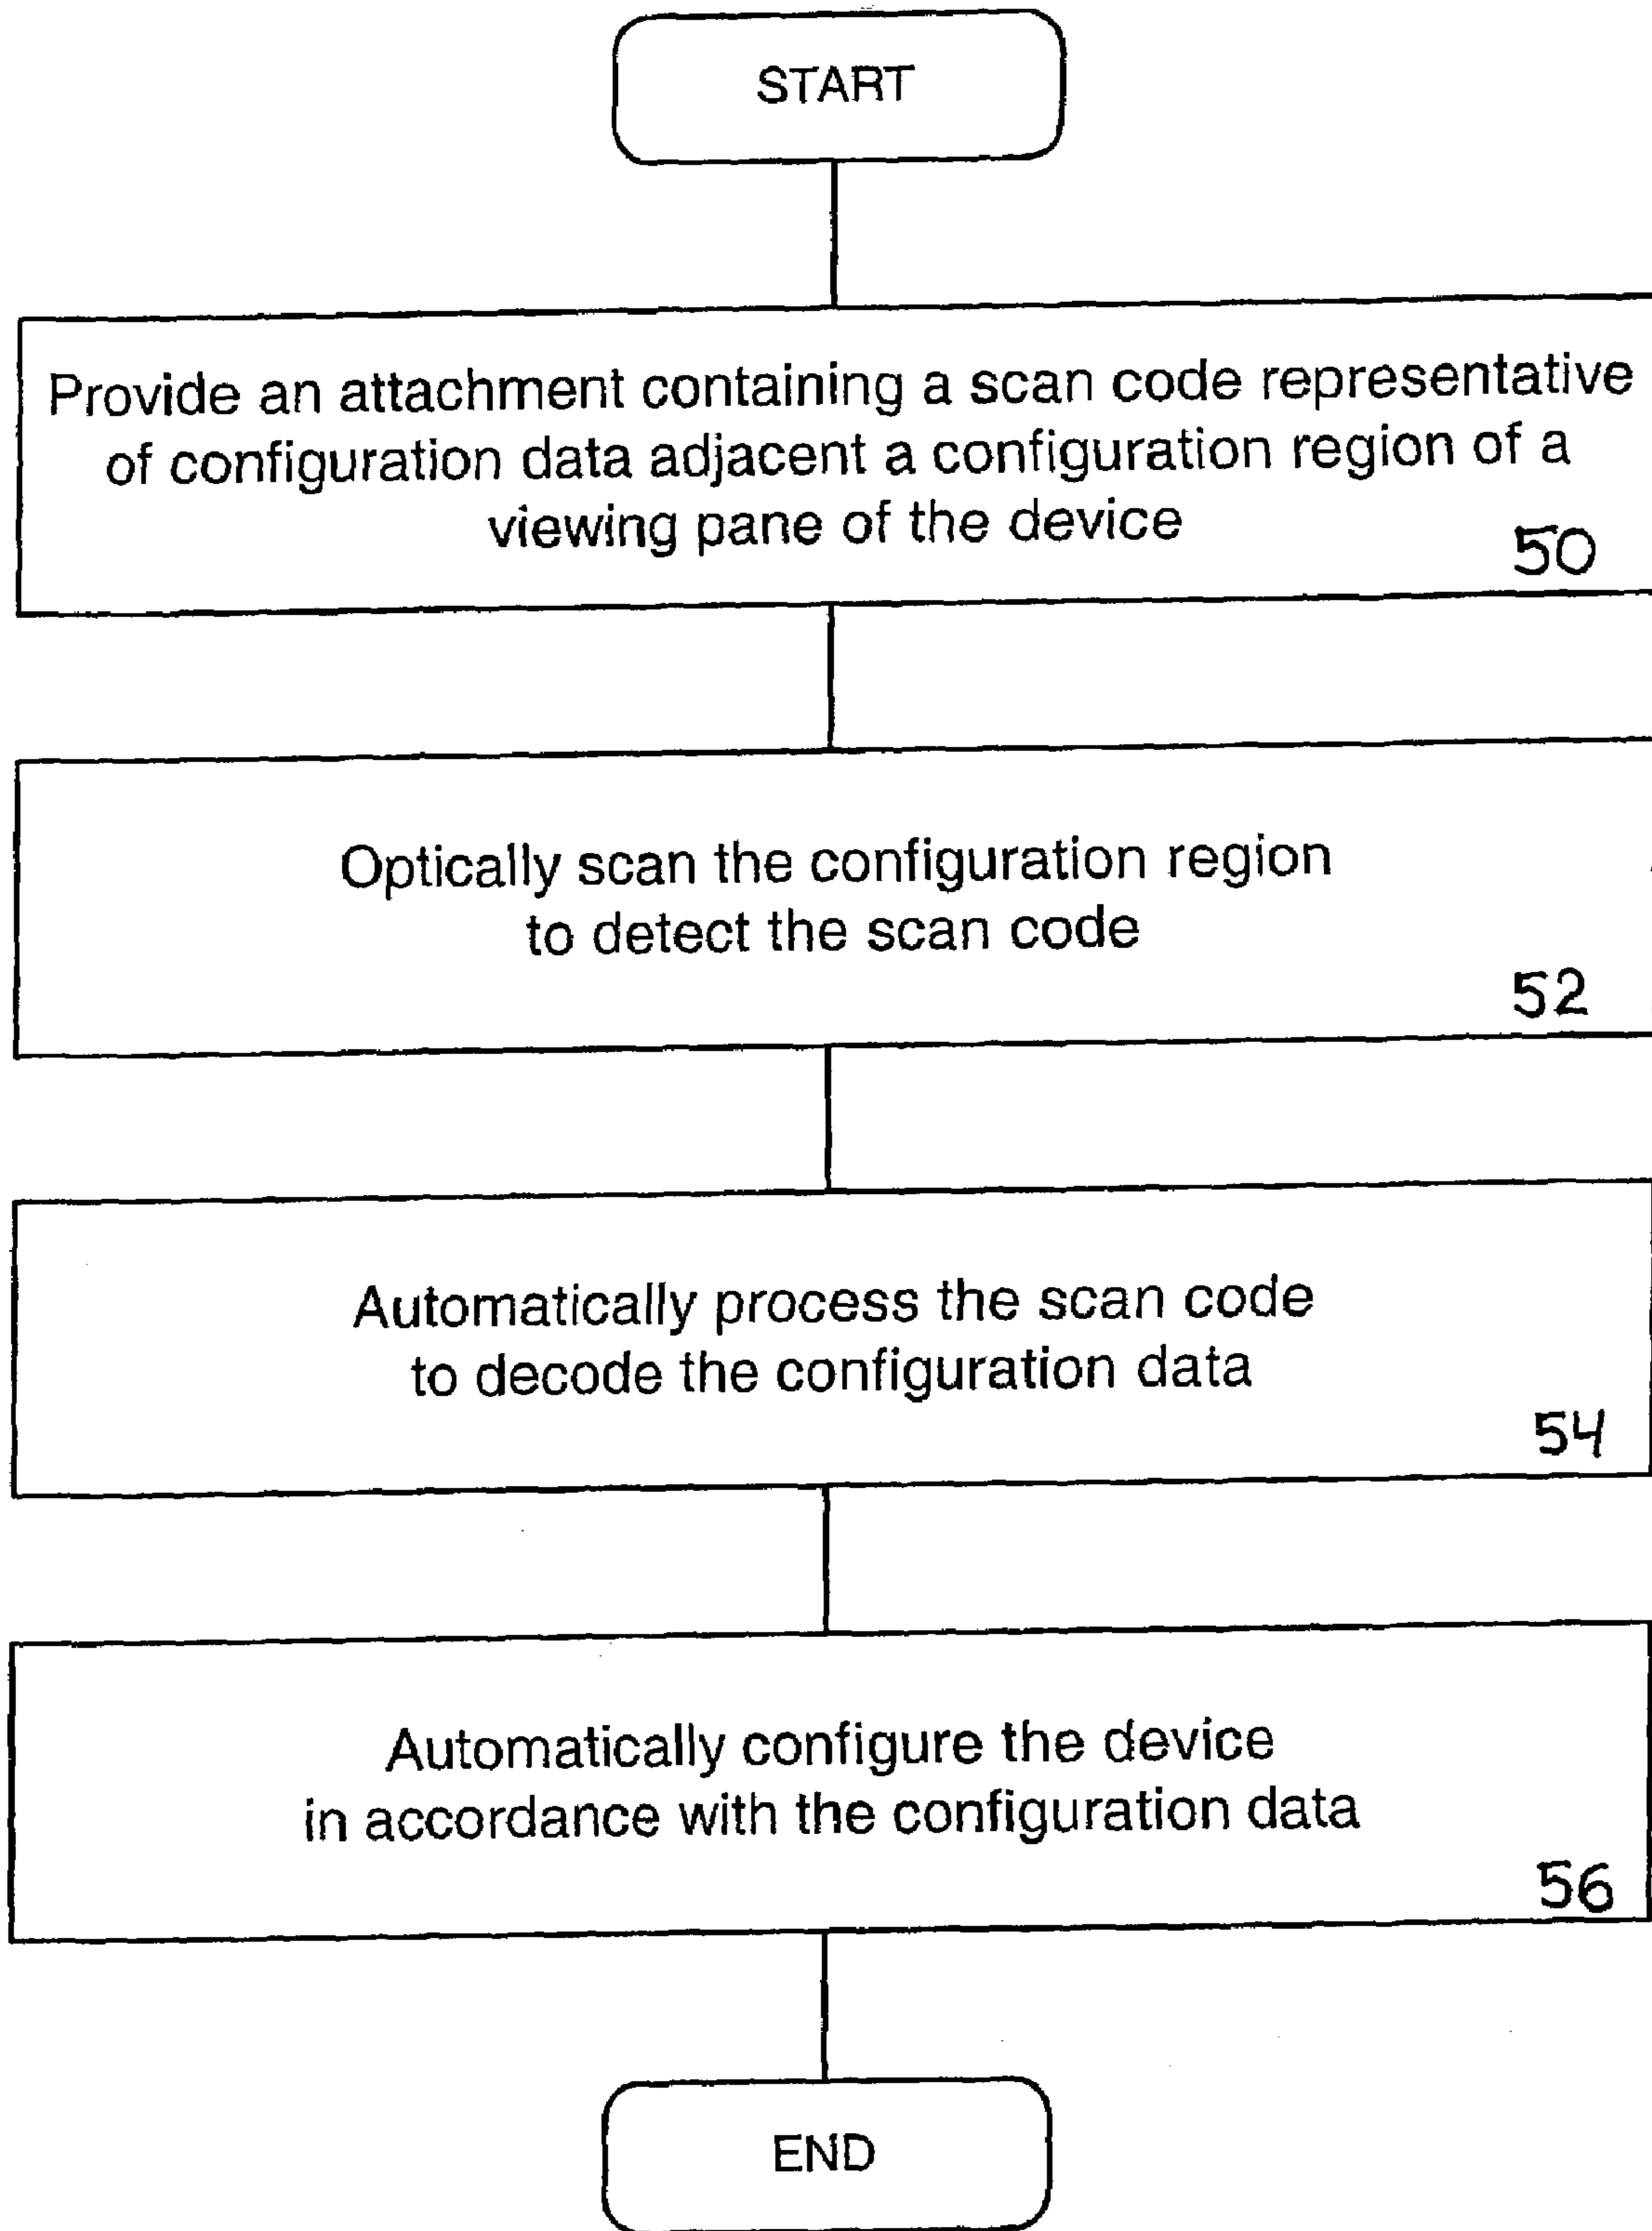 START
Provide an attachment containing a scan code representative
of configuration data adjacent a configuration region of a
viewing pane of the device
50
Optically scan the configuration region
to detect the scan code
52
Automatically process the scan code
to decode the configuration data
54
Automatically configure the device
in accordance with the configuration data
56
END